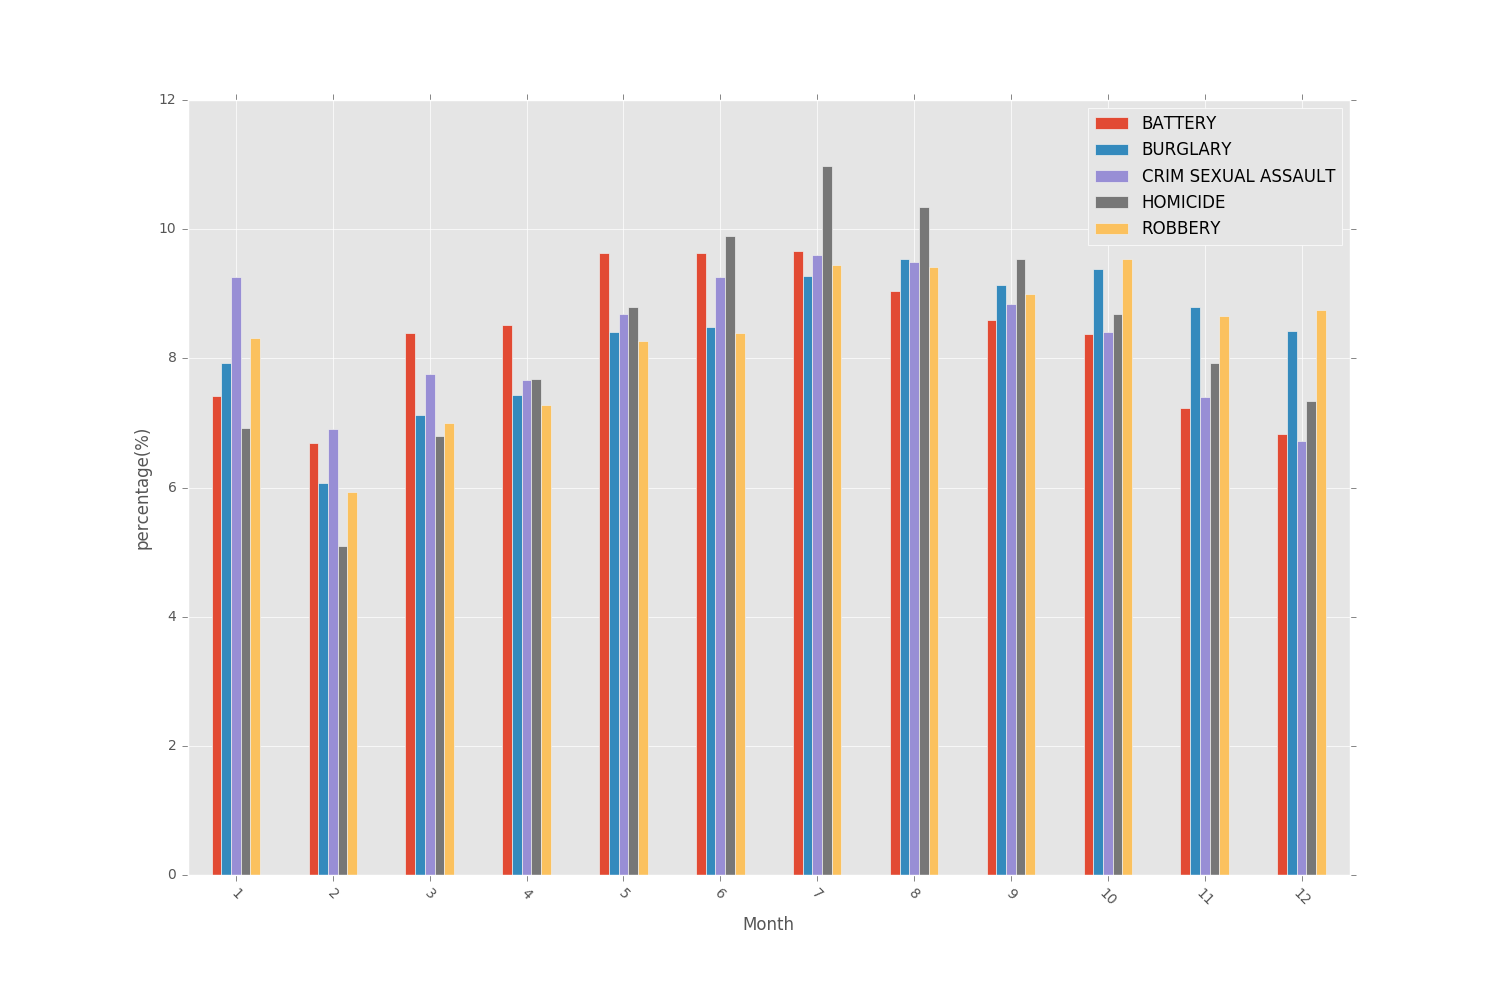 12
10
8
6
4
2
0
percentage(%)
BATTERY
BURGLARY
CRIM SEXUAL ASSAULT
HOMICIDE
ROBBERY
1 2 3 4 5 6 7 8 9 10 11 12
Month